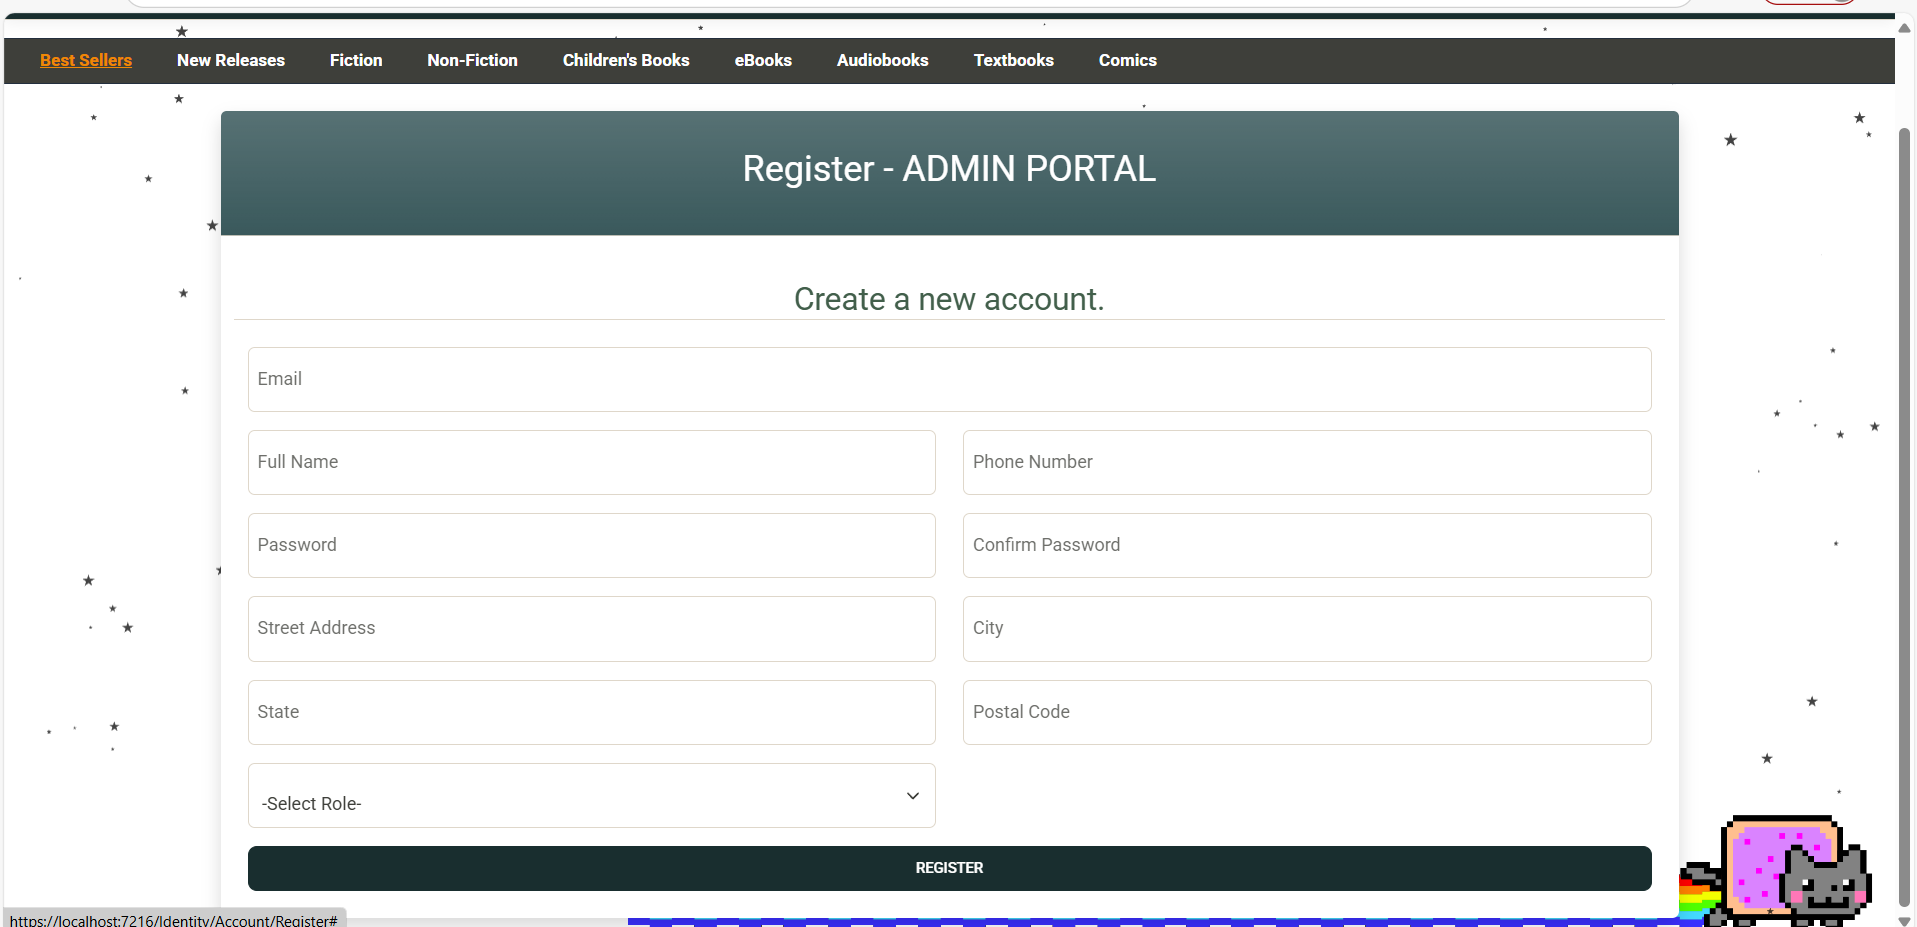 Best Sellers New Releases Fiction Non-Fiction Children's Books eBooks Audiobooks Textbooks Comics
Register - ADMIN PORTAL
Create a new account.
Email
Full Name Phone Number
Password Confirm Password
Street Address City
State Postal Code
-Select Role-
REGISTER
https://localhost:7216/Identity/Account/Register#